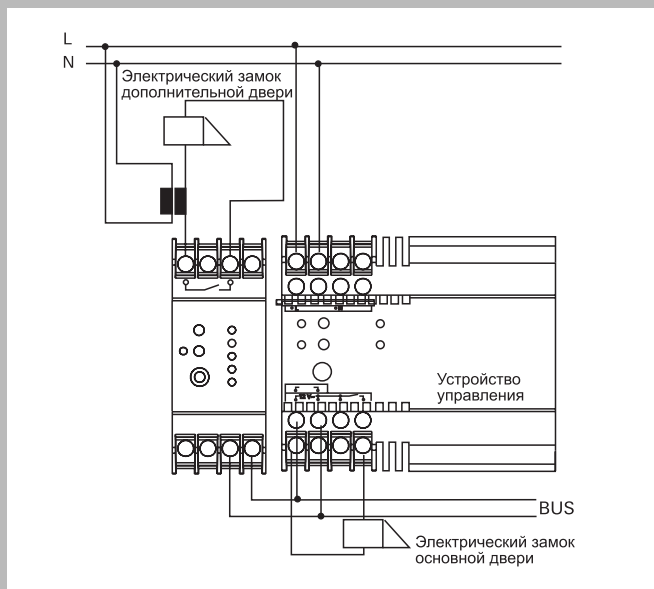 L
N
Электрический замок
дополнительной двери
Устройство
управления
BUS
Электрический замок
основной двери